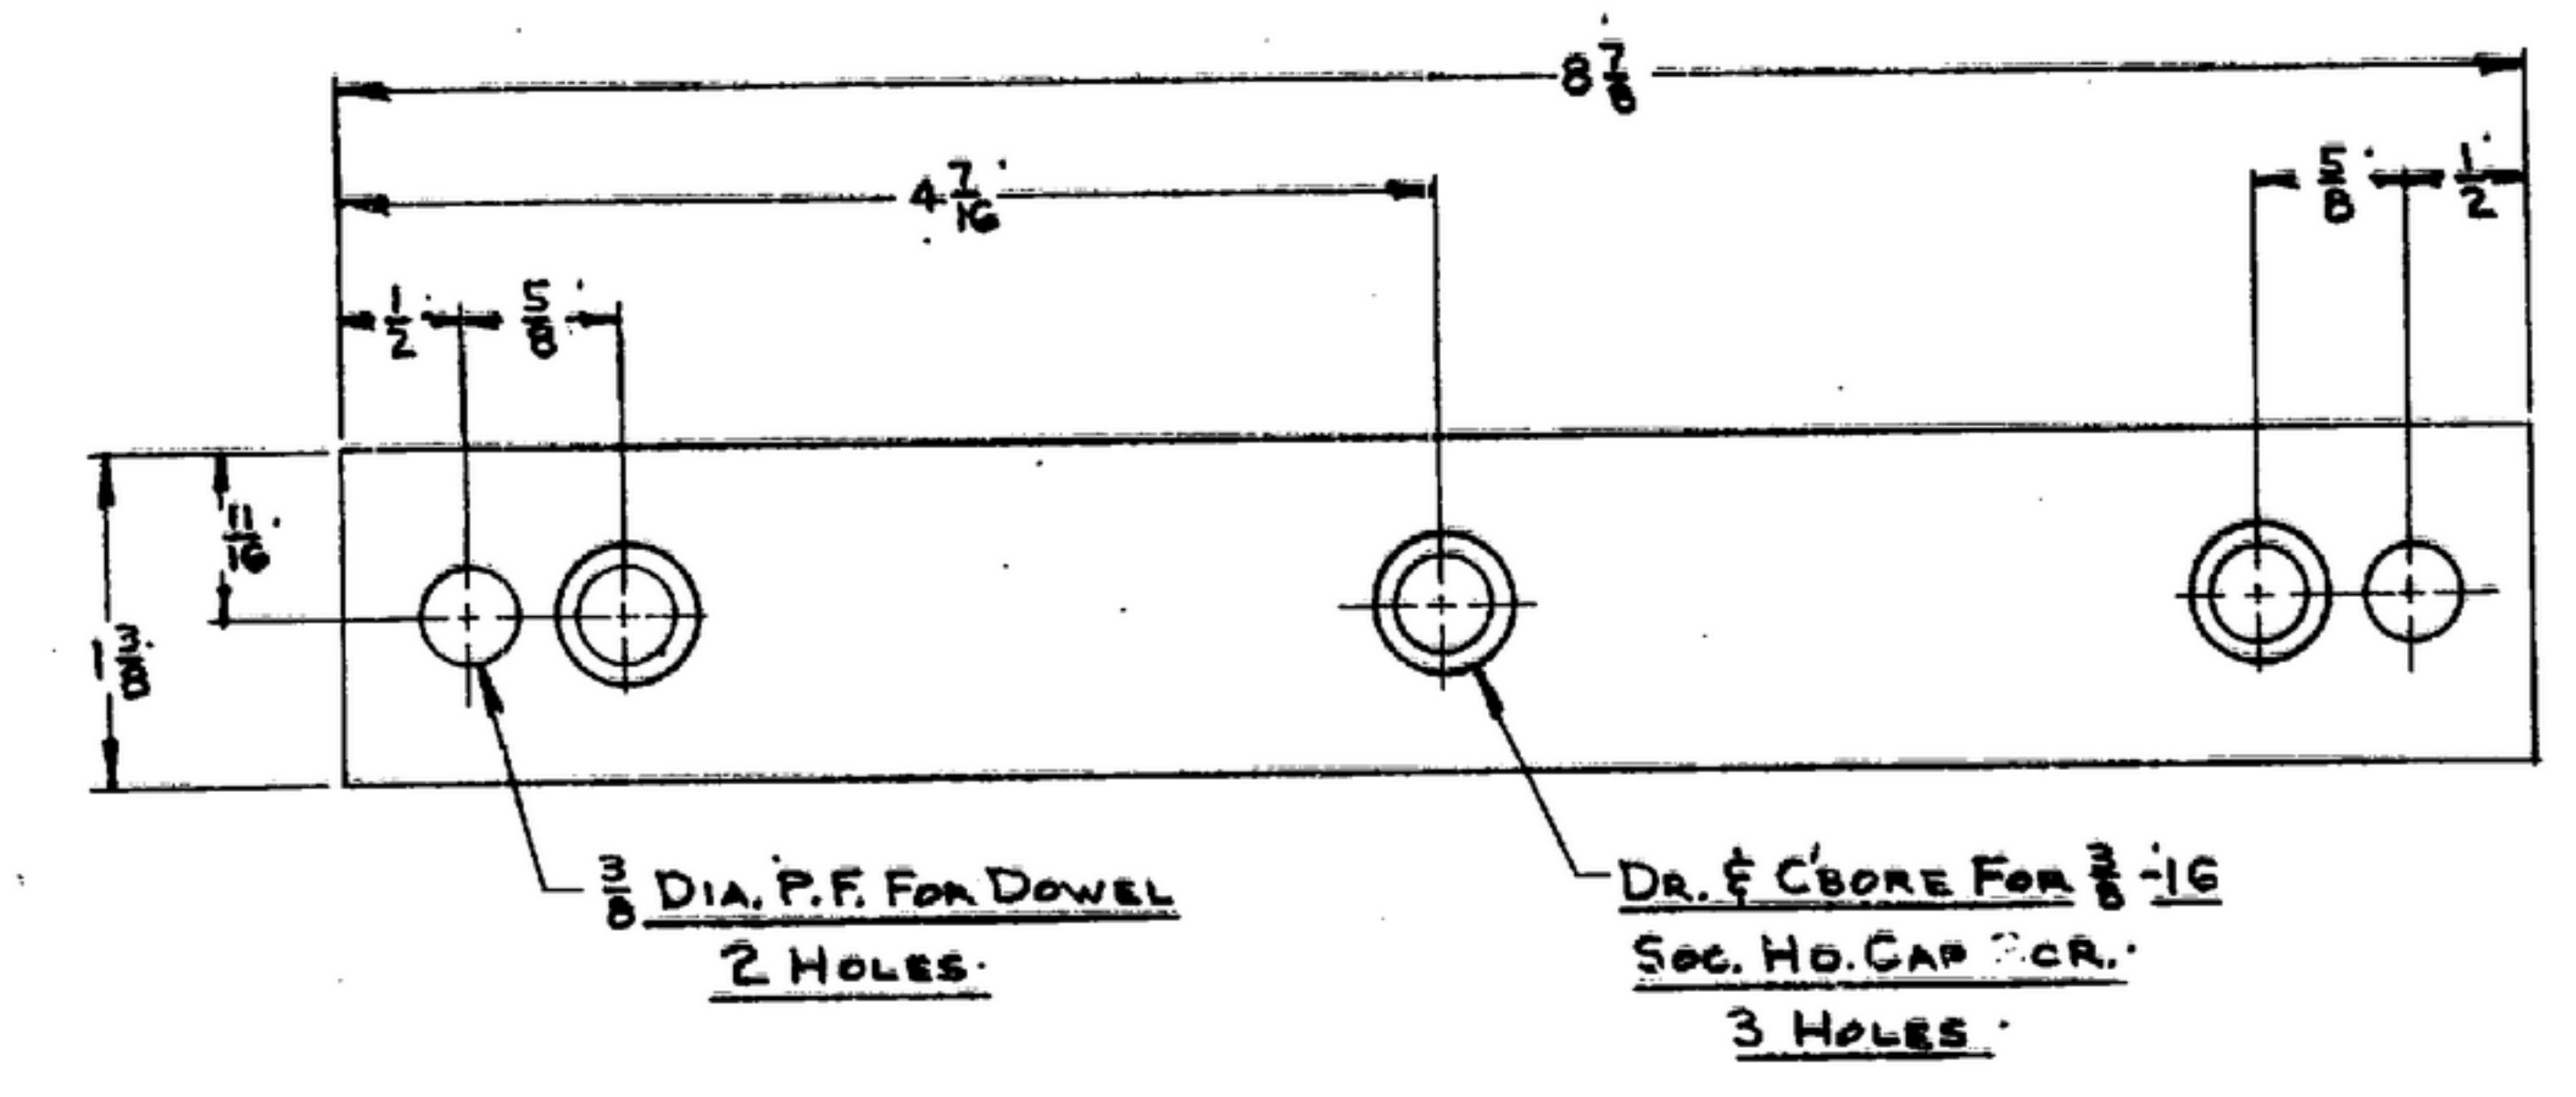 8 7/8
4 7/16
5/8 1/2
1/2 5/8
11/16
1 3/8
3/8 DIA. P.F. FOR DOWEL
2 HOLES
DR. & C'BORE FOR 3/8 -16
SOC. HD. CAP SCR.
3 HOLES